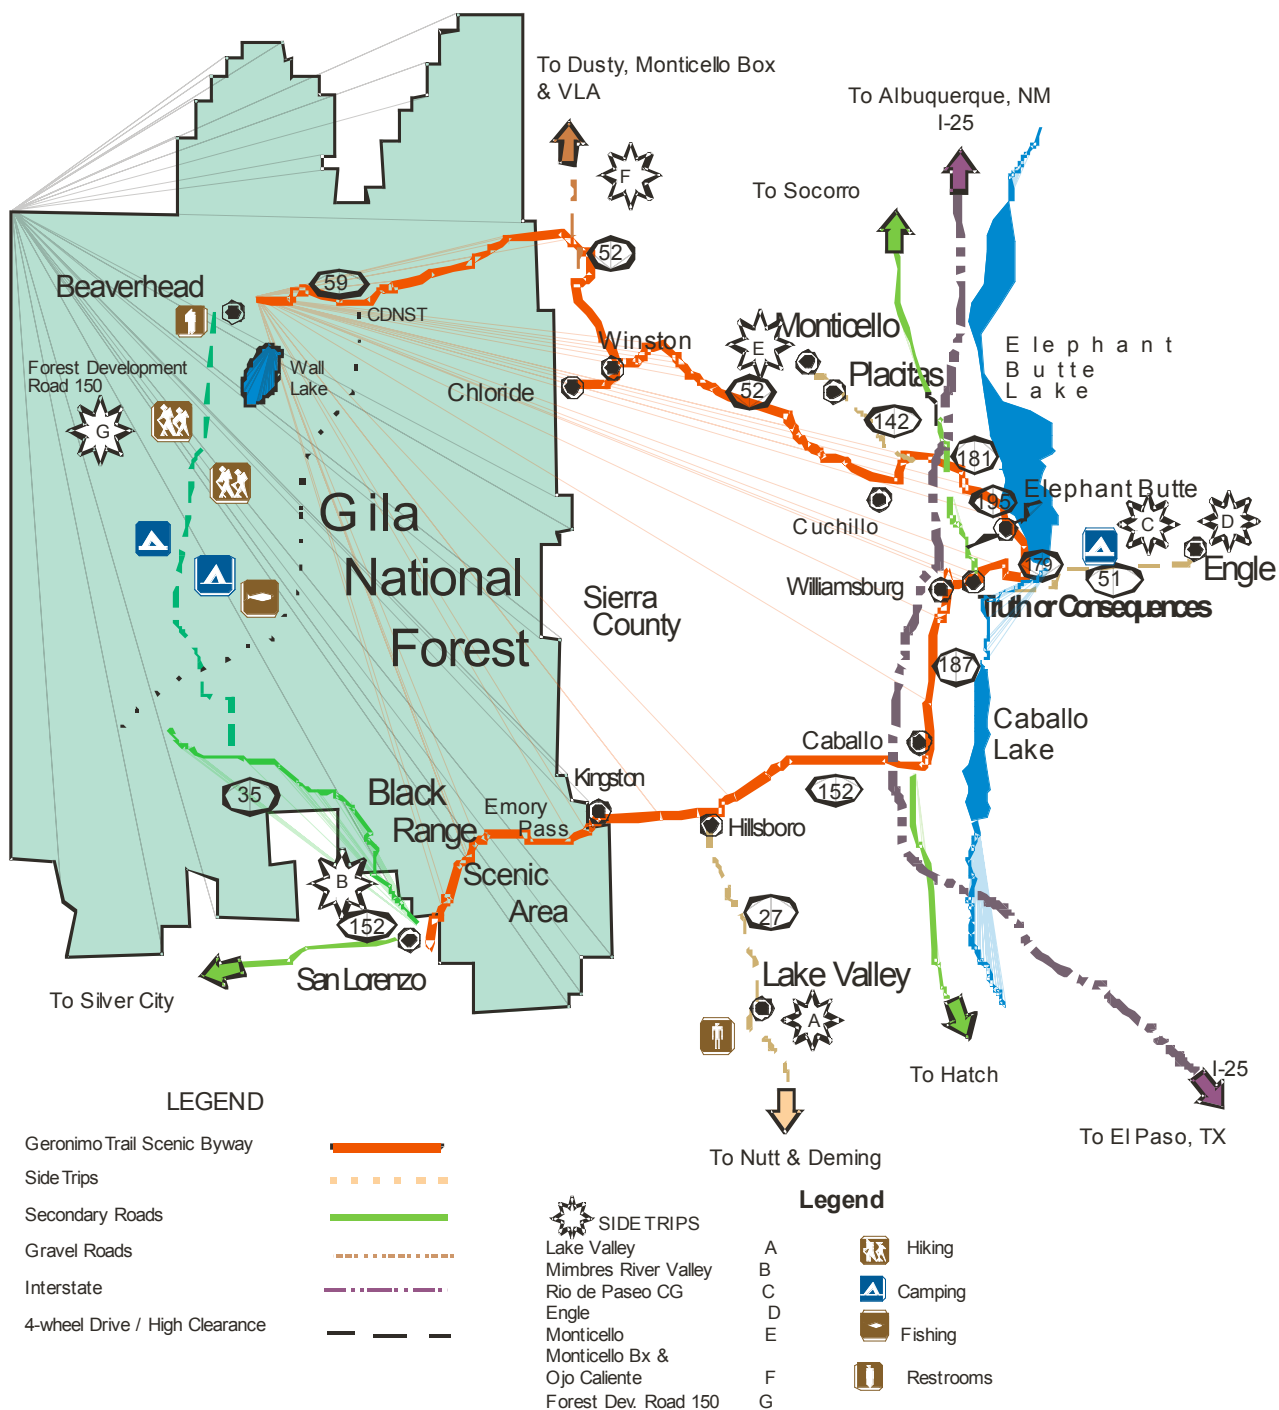 To Dusty, Monticello Box
& VLA
To Albuquerque, NM
I-25
To Socorro
F
52
Beaverhead
59
CDNST
Winston
Monticello
E
Elephant
Butte
Lake
Forest Development
Road 150
Wall
Lake
Chloride
Placitas
52
142
G
181
Gila
National
Forest
Cuchillo
195
Elephant Butte
C
D
179
51
Engle
Williamsburg
Truth or Consequences
Sierra
County
187
Caballo
Lake
Caballo
152
Kingston
35
Black
Range
Emory
Pass
Hillsboro
Scenic
Area
B
152
27
San Lorenzo
Lake Valley
A
To Silver City
To Hatch
I-25
To El Paso, TX
To Nutt & Deming
LEGEND
Geronimo Trail Scenic Byway
Side Trips
Secondary Roads
Gravel Roads
Interstate
4-wheel Drive / High Clearance
Legend
SIDE TRIPS
Lake Valley A
Mimbres River Valley B
Rio de Paseo CG C
Engle D
Monticello E
Monticello Bx &
Ojo Caliente F
Forest Dev. Road 150 G
Hiking
Camping
Fishing
Restrooms